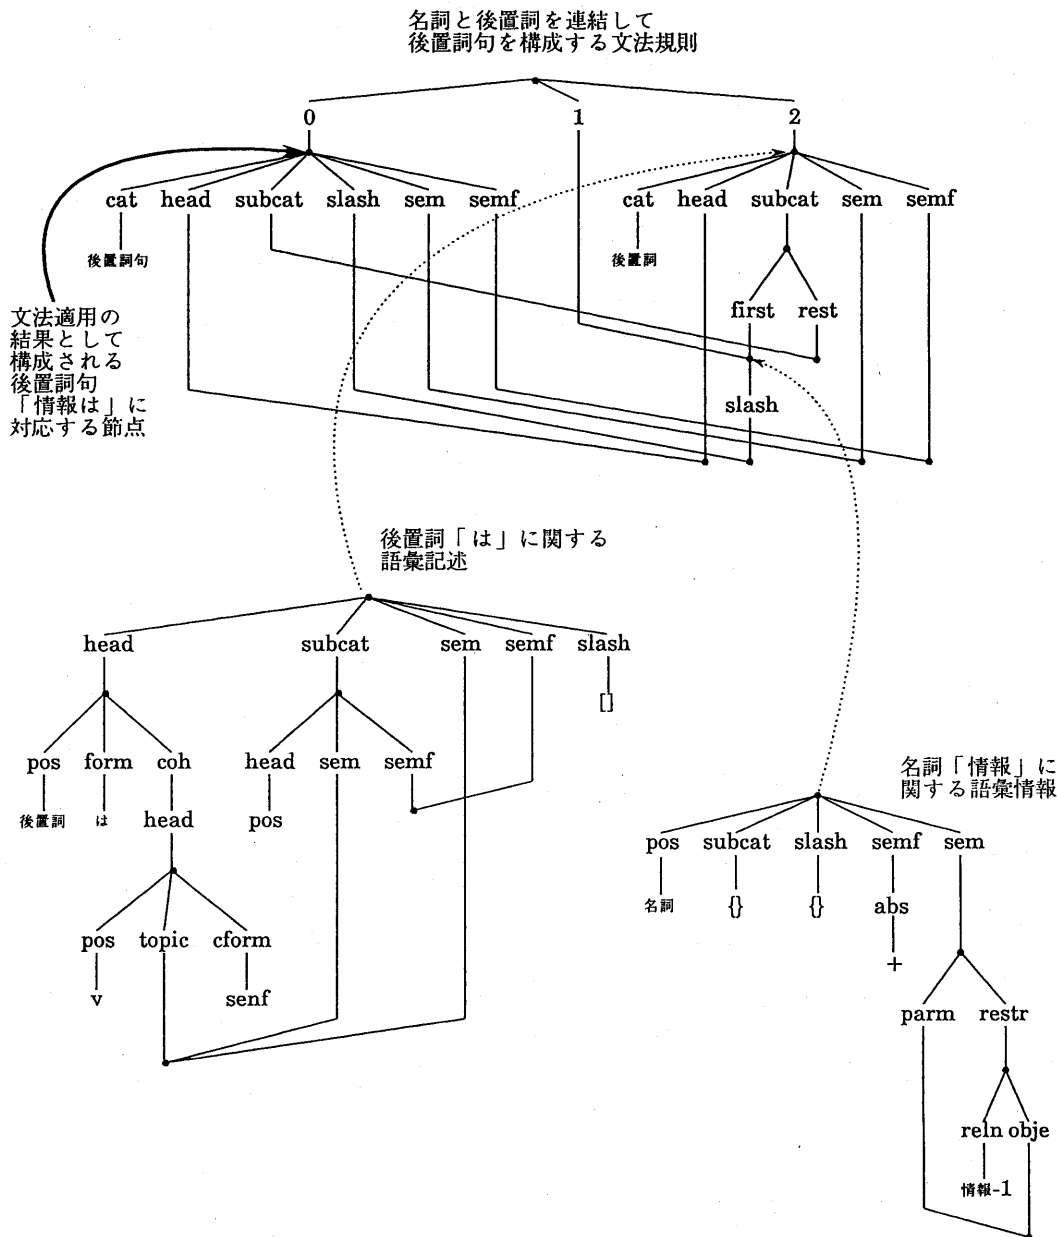 名詞と後置詞を連結して
後置詞句を構成する文法規則
0 1 2
cat head subcat slash sem semf cat head subcat sem semf
後置詞句 後置詞
first rest
文法適用の
結果として
構成される
後置詞句
「情報は」に
対応する節点
slash
後置詞「は」に関する
語彙記述
head subcat sem semf slash
[]
pos form coh head sem semf
後置詞 は head pos
pos topic cform
v senf
名詞「情報」に
関する語彙情報
pos subcat slash semf sem
名詞 {} {} abs
+
parm restr
reln obje
情報-1